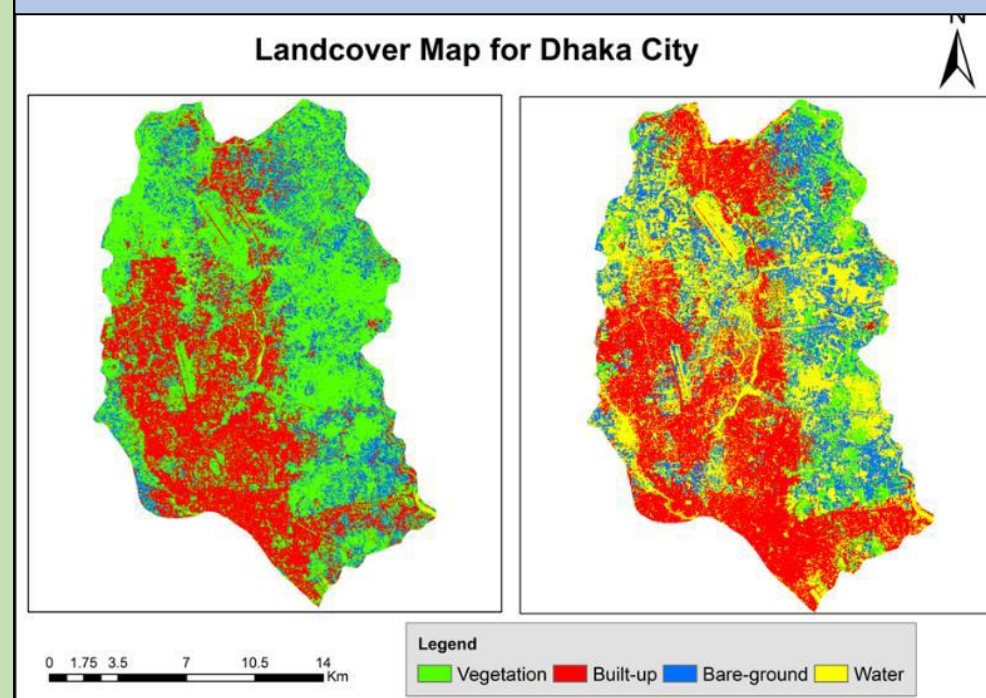 N
Landcover Map for Dhaka City
0 1.75 3.5 7 10.5 14
Km
Legend
Vegetation Built-up Bare-ground Water